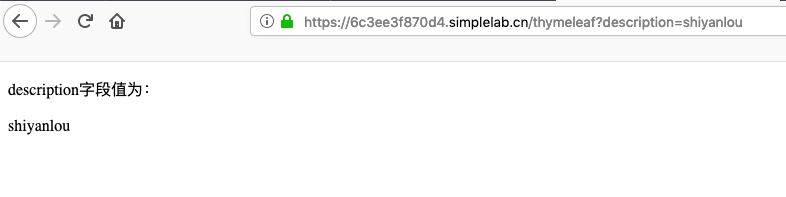 https://6c3ee3f870d4.simplelab.cn/thymeleaf?description=shiyanlou
description字段值为：
shiyanlou